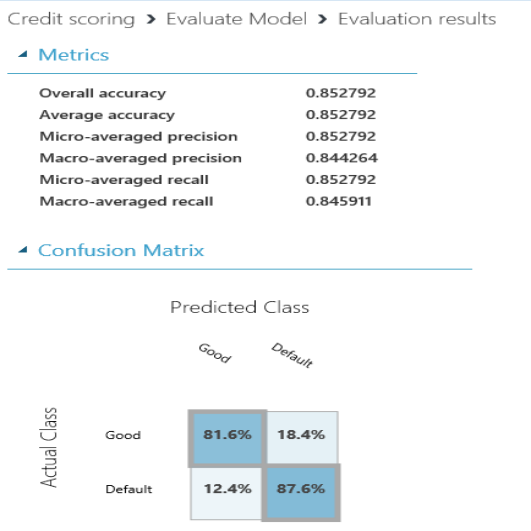 Credit scoring > Evaluate Model > Evaluation results
Metrics
Overall accuracy 0.852792
Average accuracy 0.852792
Micro-averaged precision 0.852792
Macro-averaged precision 0.844264
Micro-averaged recall 0.852792
Macro-averaged recall 0.845911
Confusion Matrix
Predicted Class
Good Default
Actual Class
Good 81.6% 18.4%
Default 12.4% 87.6%